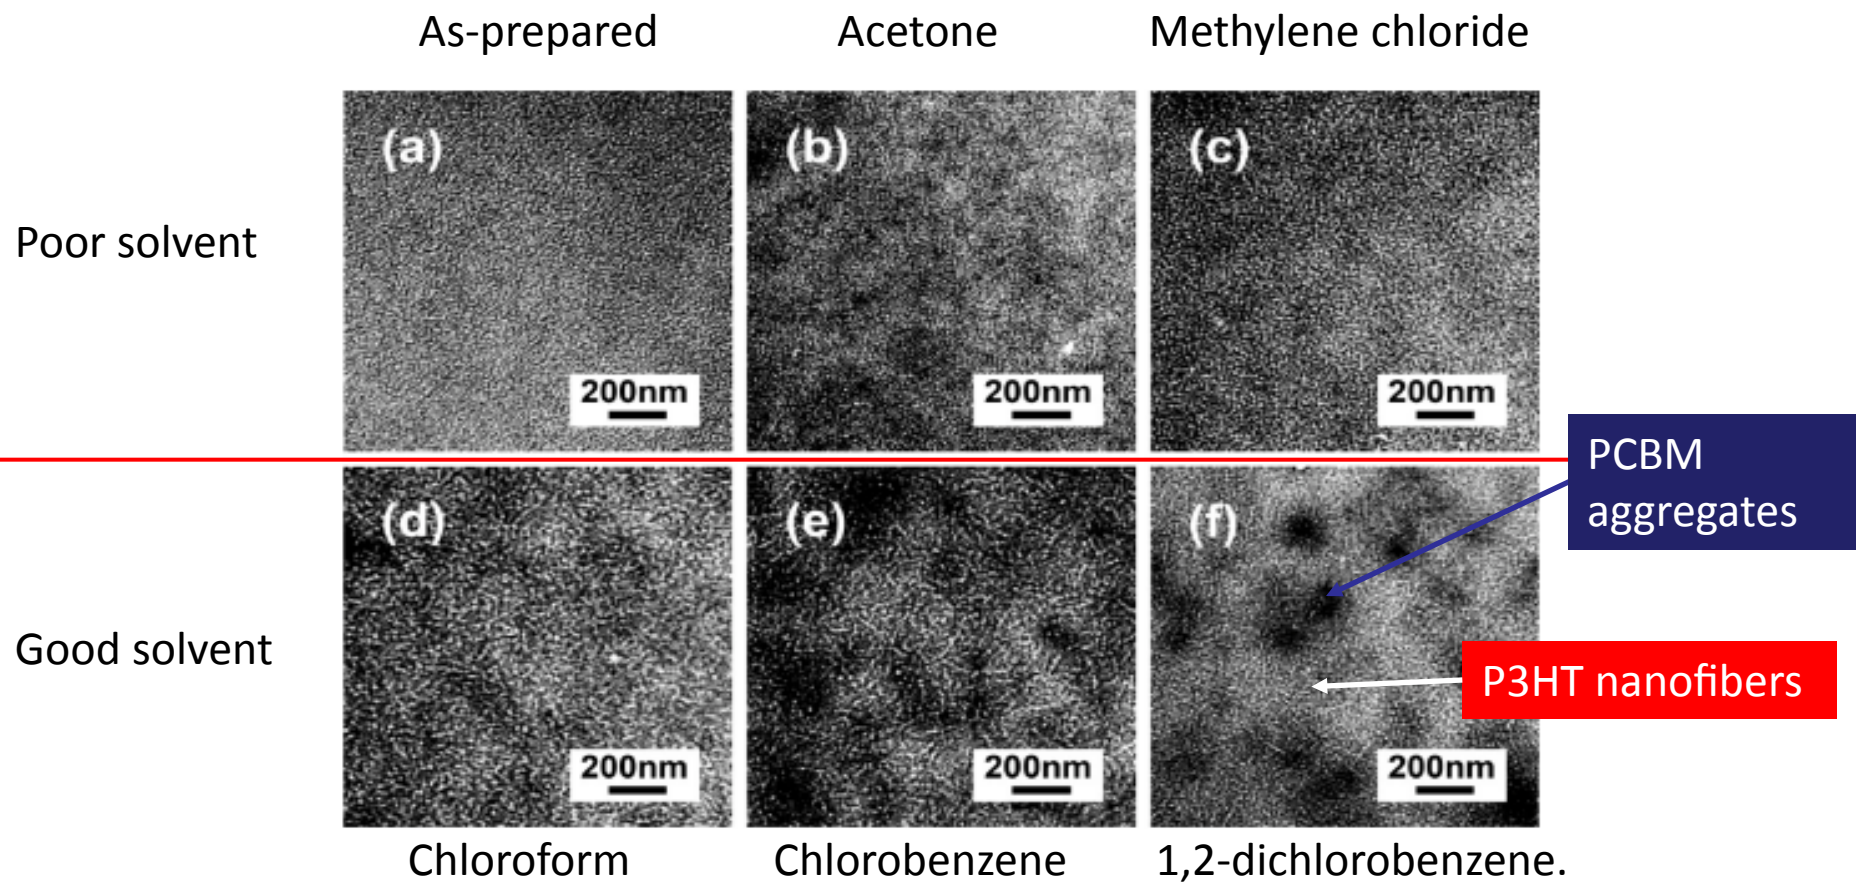 As-prepared
Acetone
Methylene chloride
Poor solvent
(a)
200nm
(b)
200nm
(c)
200nm
PCBM
aggregates
Good solvent
(d)
200nm
(e)
200nm
(f)
200nm
P3HT nanofibers
Chloroform
Chlorobenzene
1,2-dichlorobenzene.